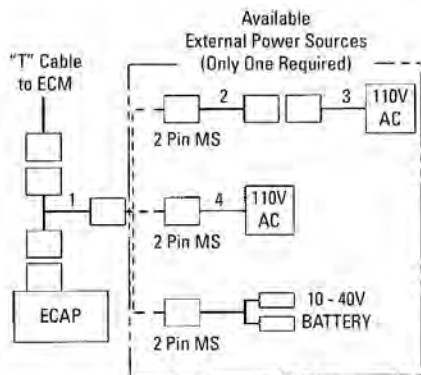 Available
External Power Sources
(Only One Required)
"T" Cable
to ECM
2
3
110V
AC
2 Pin MS
1
4
110V
AC
2 Pin MS
10 - 40V
BATTERY
2 Pin MS
ECAP